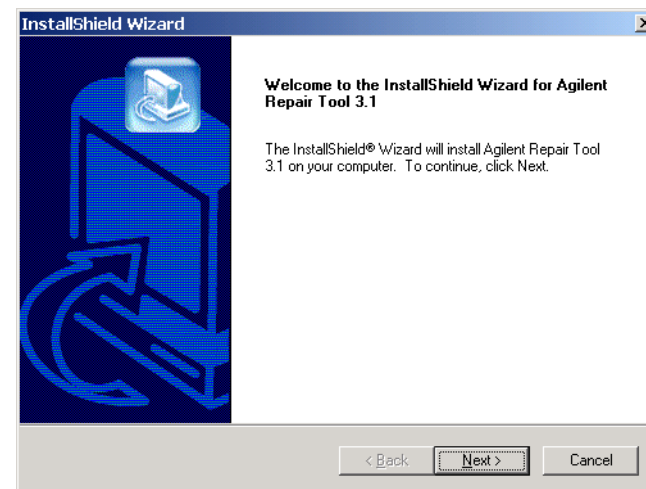 InstallShield Wizard
Welcome to the InstallShield Wizard for Agilent
Repair Tool 3.1
The InstallShield® Wizard will install Agilent Repair Tool
3.1 on your computer.  To continue, click Next.
< Back
Next >
Cancel